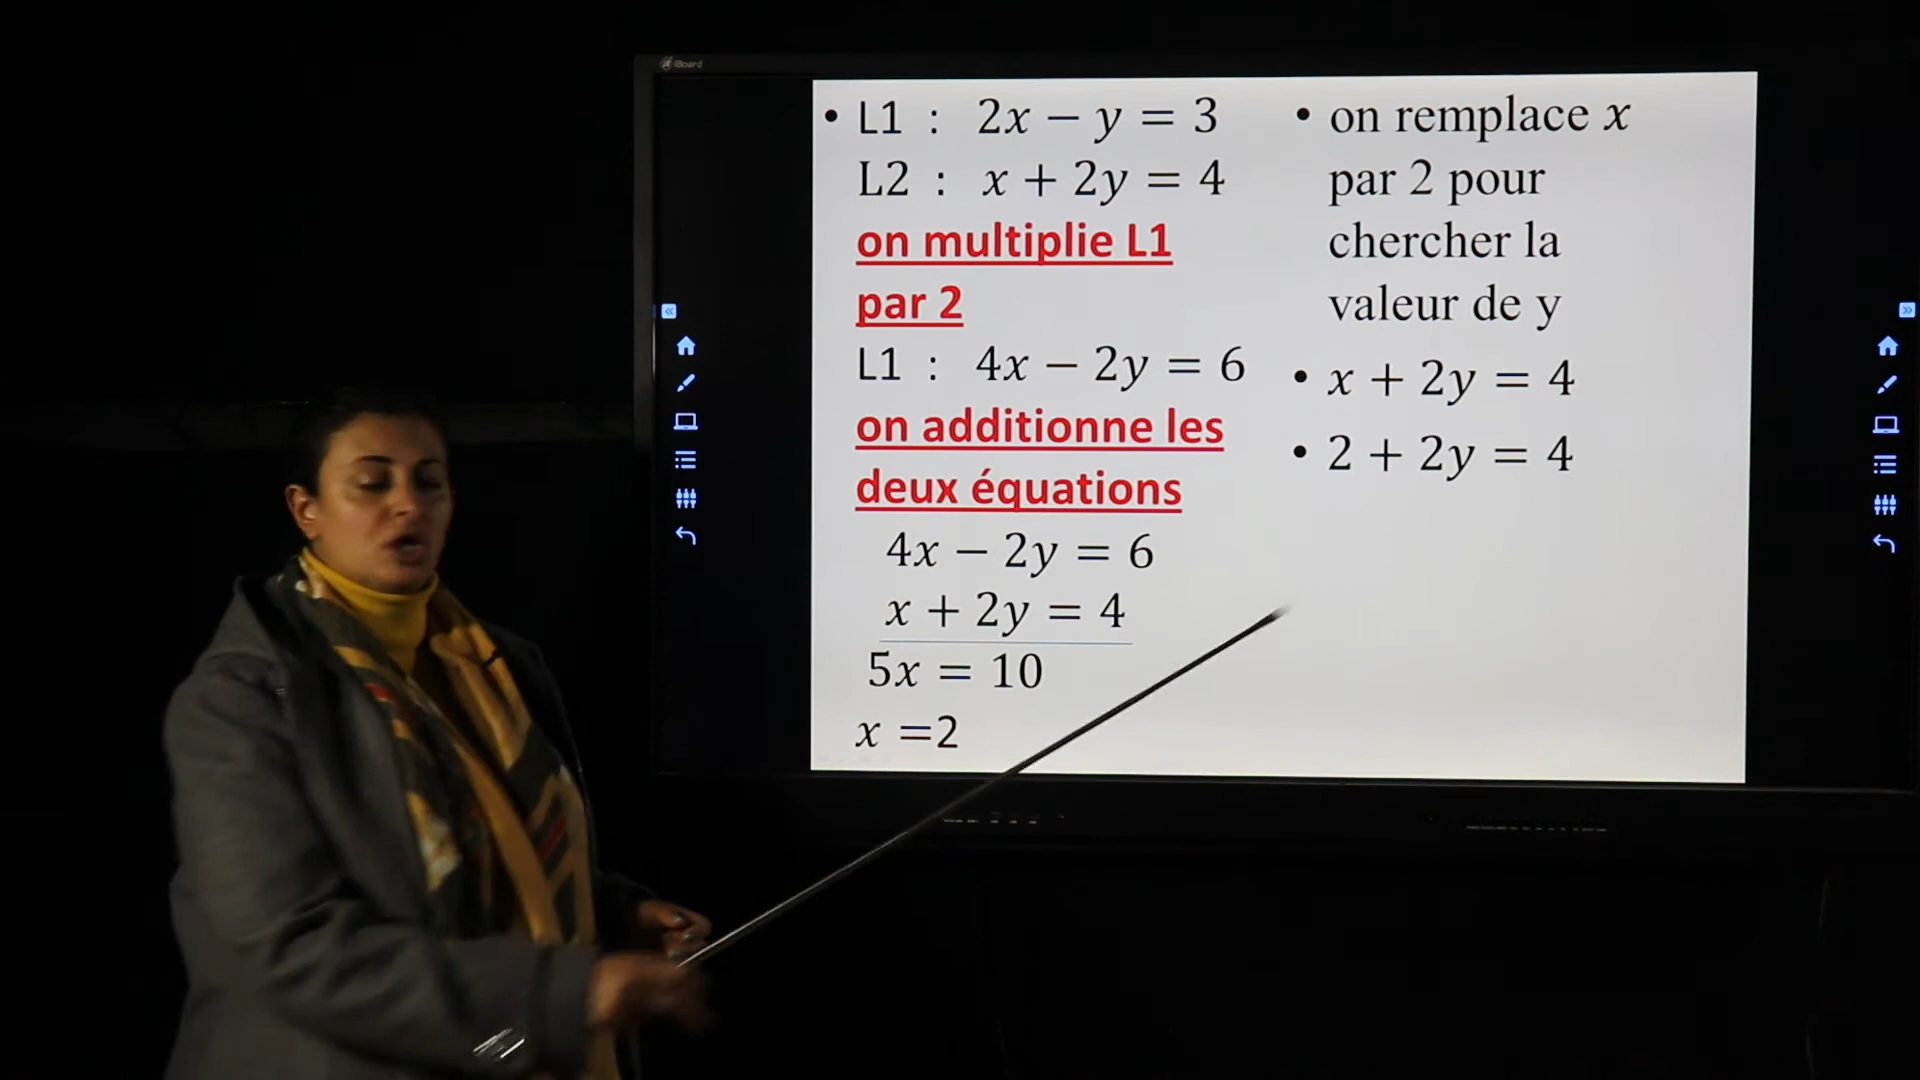 iBoard
• L1 : 2x − y = 3
L2 : x + 2y = 4
on multiplie L1
par 2
L1 : 4x − 2y = 6
on additionne les
deux équations
4x − 2y = 6
x + 2y = 4
5x = 10
x =2
• on remplace x
par 2 pour
chercher la
valeur de y
• x + 2y = 4
• 2 + 2y = 4